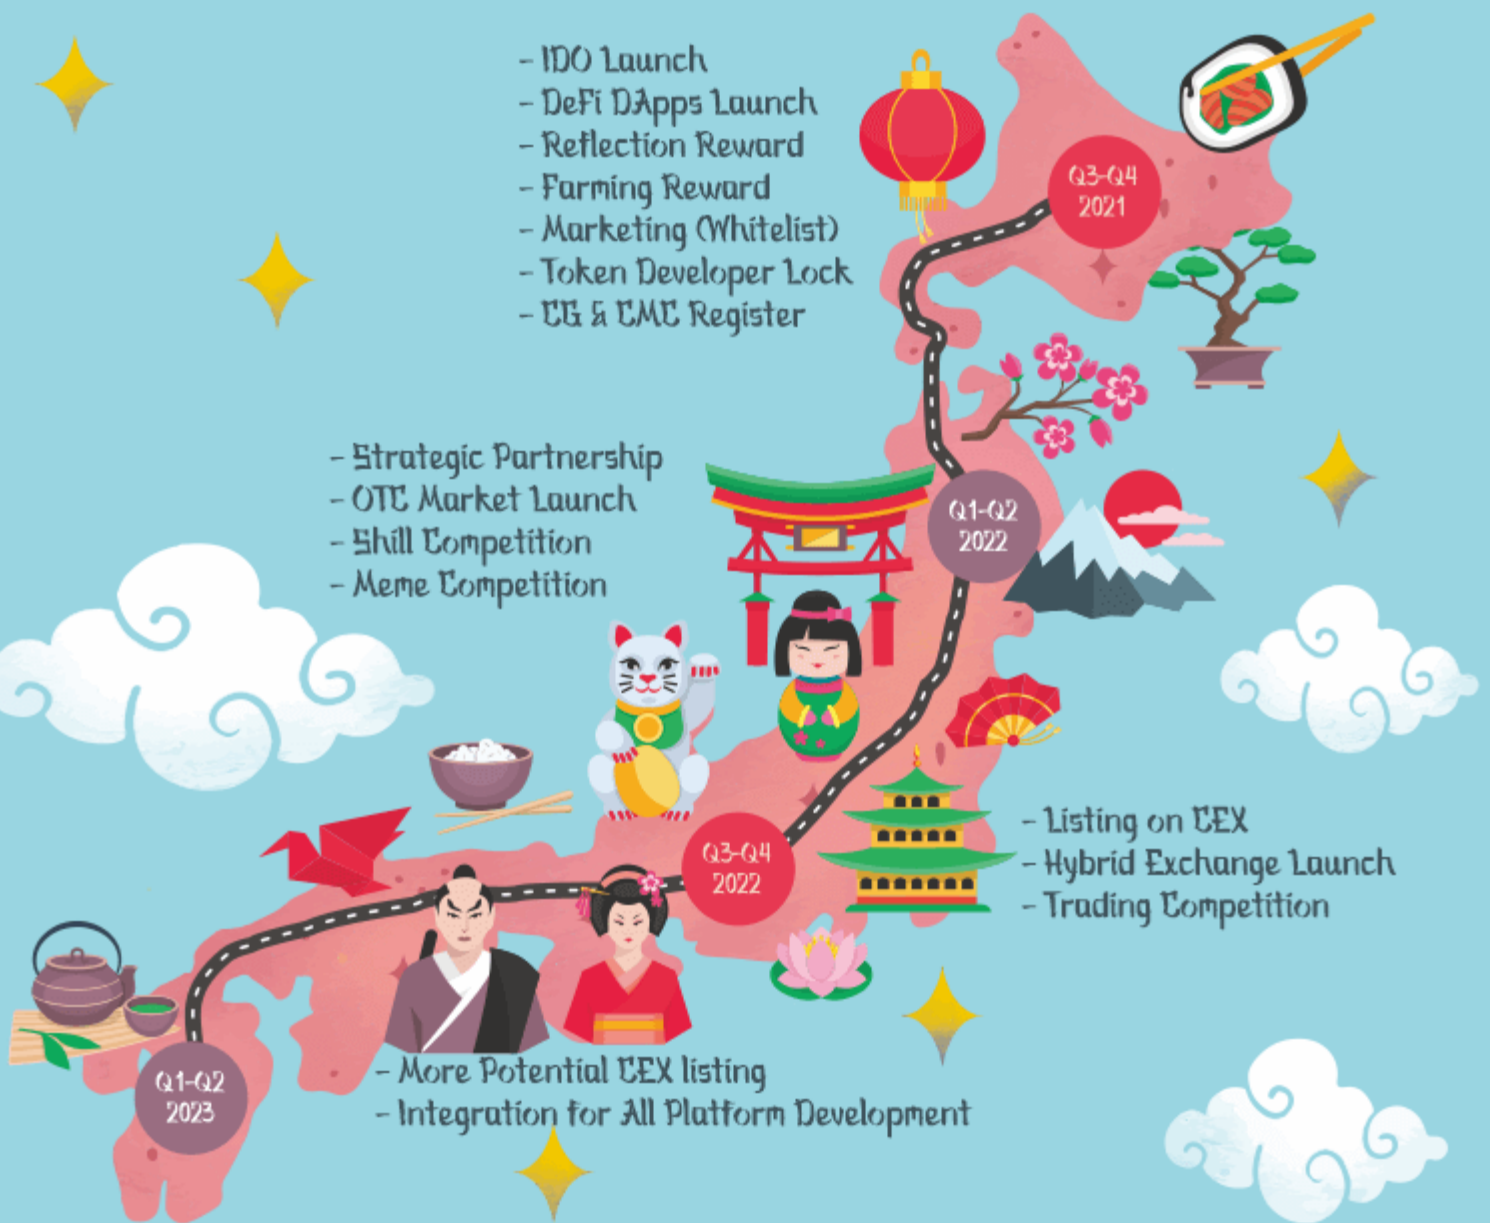 - IDO Launch
- DeFi DApps Launch
- Reflection Reward
- Farming Reward
- Marketing (Whitelist)
- Token Developer Lock
- CG & CMC Register
Q3-Q4
2021
- Strategic Partnership
- OTC Market Launch
- Shill Competition
- Meme Competition
Q1-Q2
2022
- Listing on CEX
- Hybrid Exchange Launch
- Trading Competition
Q3-Q4
2022
- More Potential CEX listing
- Integration for All Platform Development
Q1-Q2
2023